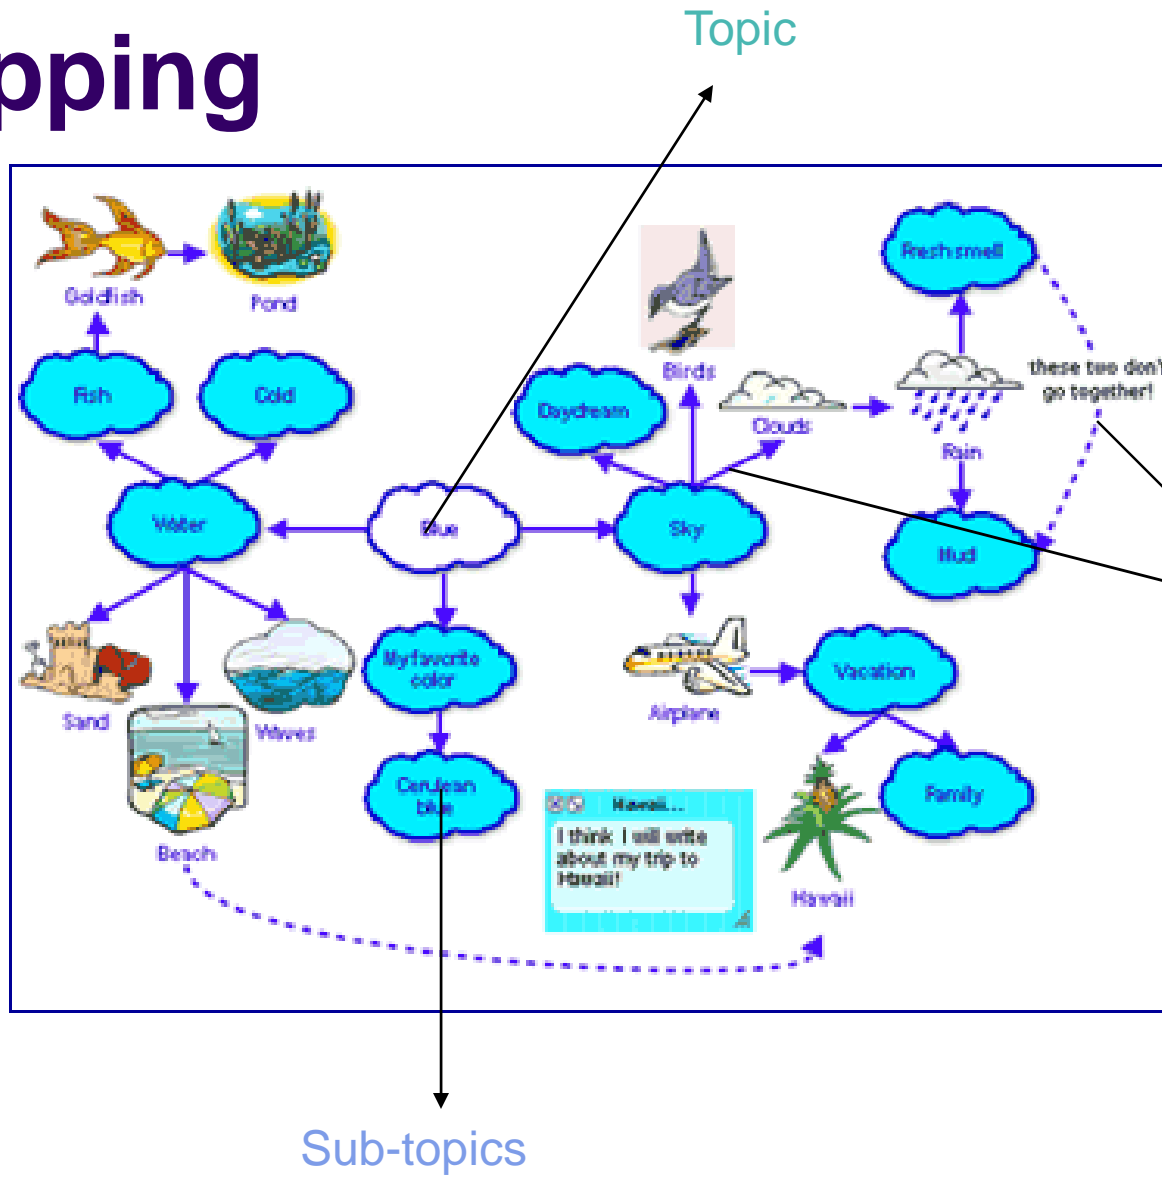 Topic
pping
Fresh smell
Goldfish
Pond
these two don't
go together!
Birds
Fish
Cold
Daydream
Clouds
Rain
Water
Blue
Sky
Mud
My favorite
color
Vacation
Sand
Waves
Airplane
Cerulean
blue
Hawaii...
Family
I think I will write
about my trip to
Hawaii!
Beach
Hawaii
Sub-topics